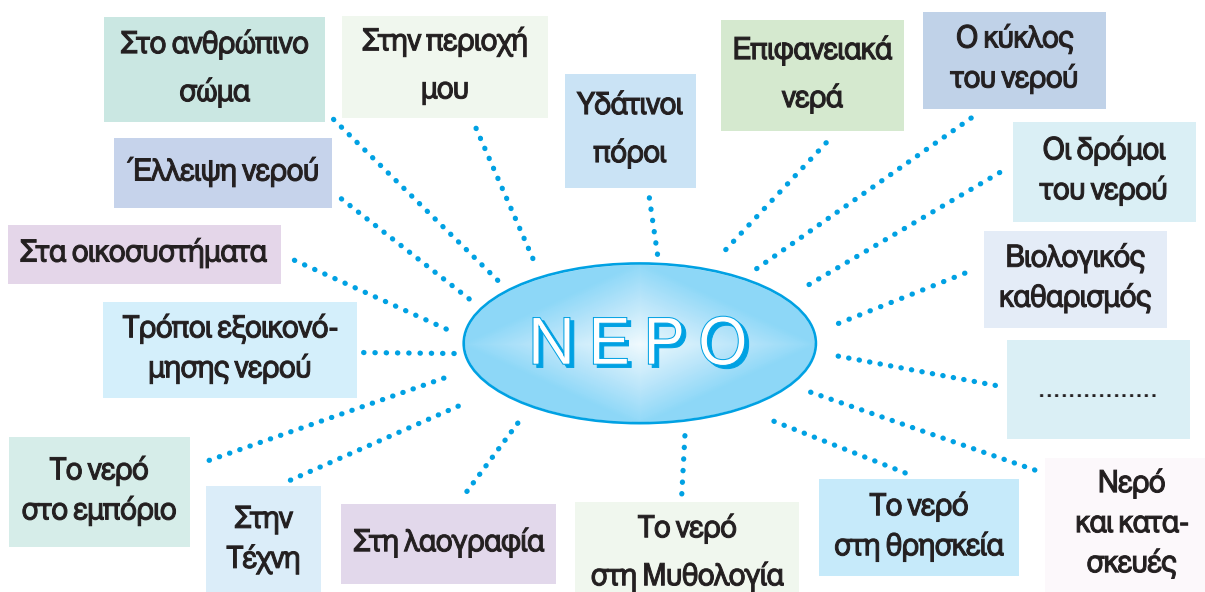 Στο ανθρώπινο
σώμα
Στην περιοχή
μου
Υδάτινοι
πόροι
Επιφανειακά
νερά
Ο κύκλος
του νερού
Έλλειψη νερού
Οι δρόμοι
του νερού
Στα οικοσυστήματα
Βιολογικός
καθαρισμός
Τρόποι εξοικονό-
μησης νερού
ΝΕΡΟ
................
Το νερό
στο εμπόριο
Στην
Τέχνη
Στη λαογραφία
Το νερό
στη Μυθολογία
Το νερό
στη θρησκεία
Νερό
και κατα-
σκευές